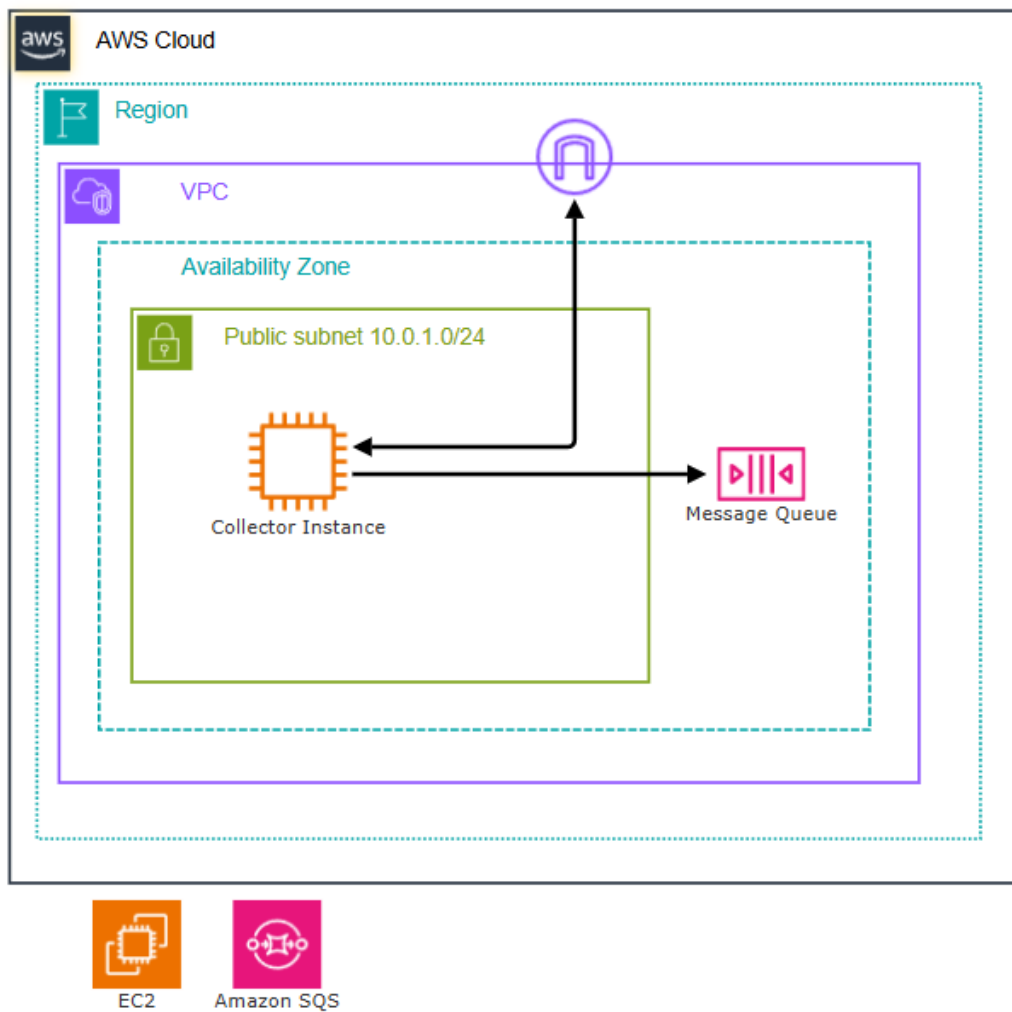 aws
AWS Cloud
Region
VPC
Availability Zone
Public subnet 10.0.1.0/24
Collector Instance
Message Queue
EC2
Amazon SQS